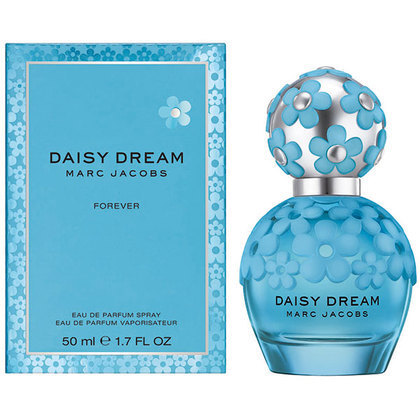 DAISY DREAM
MARC JACOBS
FOREVER
EAU DE PARFUM SPRAY
EAU DE PARFUM VAPORISATEUR
50 ml ℮ 1.7 FL OZ
DAISY DREAM
MARC JACOBS